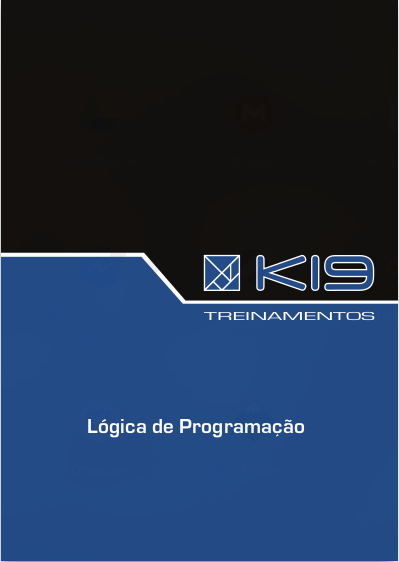 K19
TREINAMENTOS
Lógica de Programação